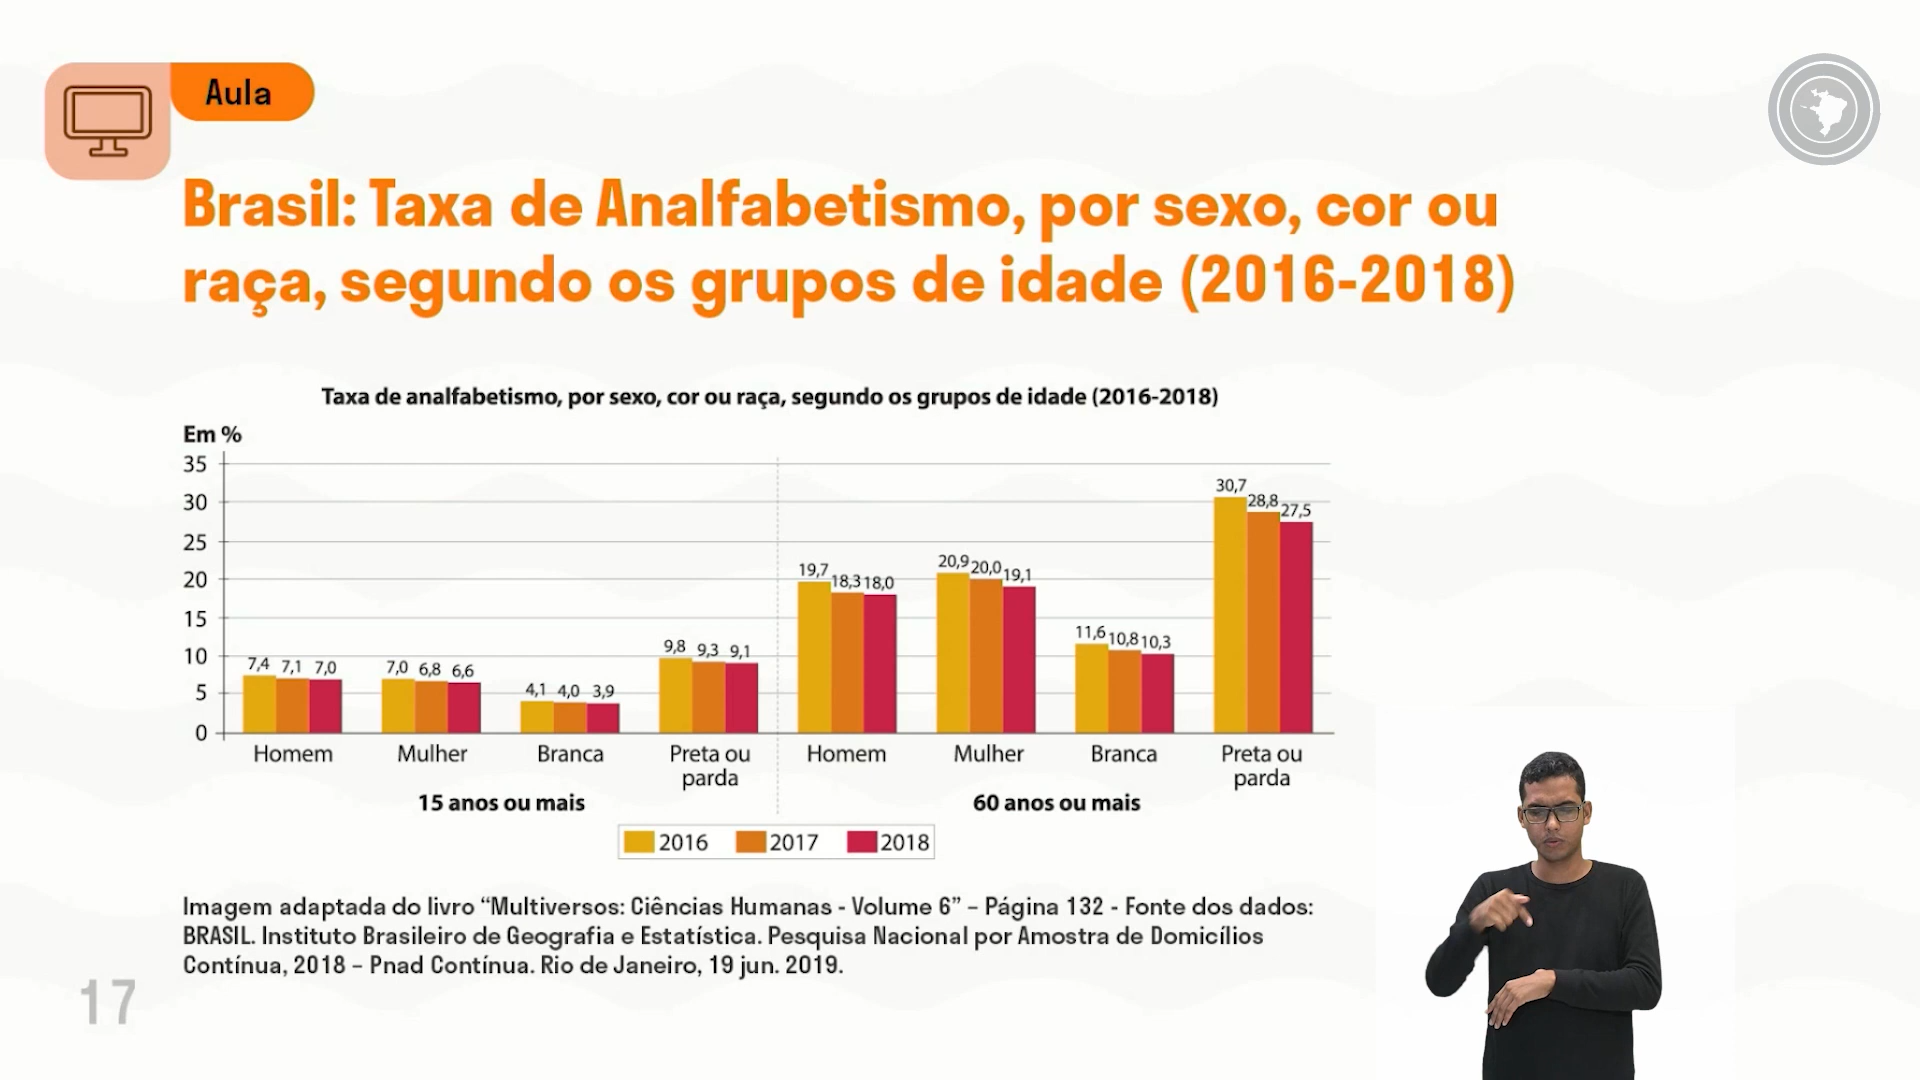 Aula
Brasil: Taxa de Analfabetismo, por sexo, cor ou
raça, segundo os grupos de idade (2016-2018)
Taxa de analfabetismo, por sexo, cor ou raça, segundo os grupos de idade (2016-2018)
Em %
35
30
25
20
15
10
5
0
7,4 7,1 7,0
7,0 6,8 6,6
4,1 4,0 3,9
9,8 9,3 9,1
19,7 18,3 18,0
20,9 20,0 19,1
11,6 10,8 10,3
30,7 28,8 27,5
Homem Mulher Branca Preta ou Homem Mulher Branca Preta ou
parda parda
15 anos ou mais 60 anos ou mais
2016 2017 2018
Imagem adaptada do livro “Multiversos: Ciências Humanas - Volume 6” – Página 132 - Fonte dos dados:
BRASIL. Instituto Brasileiro de Geografia e Estatística. Pesquisa Nacional por Amostra de Domicílios
Contínua, 2018 – Pnad Contínua. Rio de Janeiro, 19 jun. 2019.
17